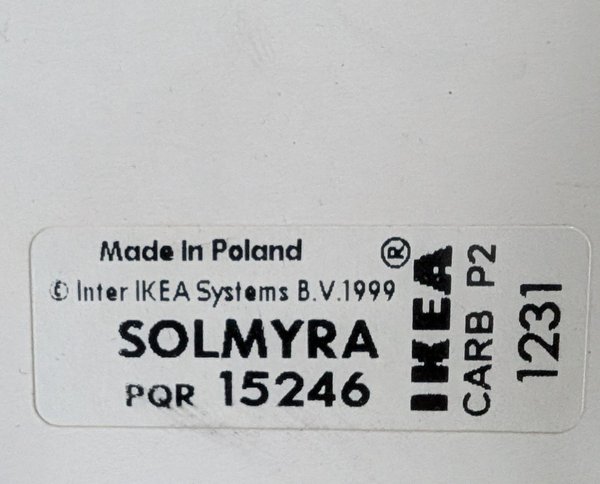 Made In Poland
© Inter IKEA Systems B.V.1999
SOLMYRA
PQR 15246
IKEA®
CARB P2
1231